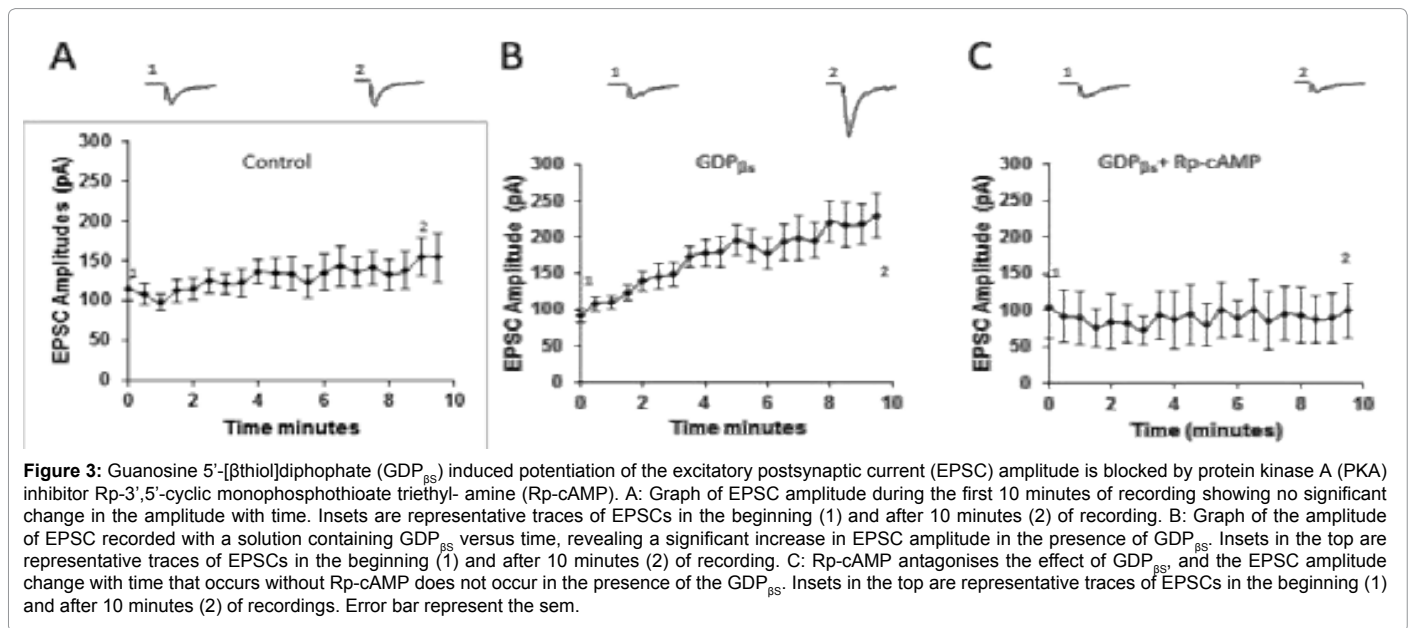 A
B
C
1
2
1
2
1
2
300
250
200
150
100
50
0
EPSC Amplitudes (pA)
Control
1
2
0 2 4 6 8 10
Time minutes
300
250
200
150
100
50
0
EPSC Amplitude (pA)
GDPβs
1
2
0 2 4 6 8 10
Time minutes
300
250
200
150
100
50
0
EPSC Amplitude (pA)
GDPβs+ Rp-cAMP
1
2
0 2 4 6 8 10
Time (minutes)
Figure 3: Guanosine 5'-[βthiol]diphophate (GDPβS) induced potentiation of the excitatory postsynaptic current (EPSC) amplitude is blocked by protein kinase A (PKA)
inhibitor Rp-3',5'-cyclic monophosphothioate triethyl- amine (Rp-cAMP). A: Graph of EPSC amplitude during the first 10 minutes of recording showing no significant
change in the amplitude with time. Insets are representative traces of EPSCs in the beginning (1) and after 10 minutes (2) of recording. B: Graph of the amplitude
of EPSC recorded with a solution containing GDPβS versus time, revealing a significant increase in EPSC amplitude in the presence of GDPβS. Insets in the top are
representative traces of EPSCs in the beginning (1) and after 10 minutes (2) of recording. C: Rp-cAMP antagonises the effect of GDPβS, and the EPSC amplitude
change with time that occurs without Rp-cAMP does not occur in the presence of the GDPβS. Insets in the top are representative traces of EPSCs in the beginning (1)
and after 10 minutes (2) of recordings. Error bar represent the sem.